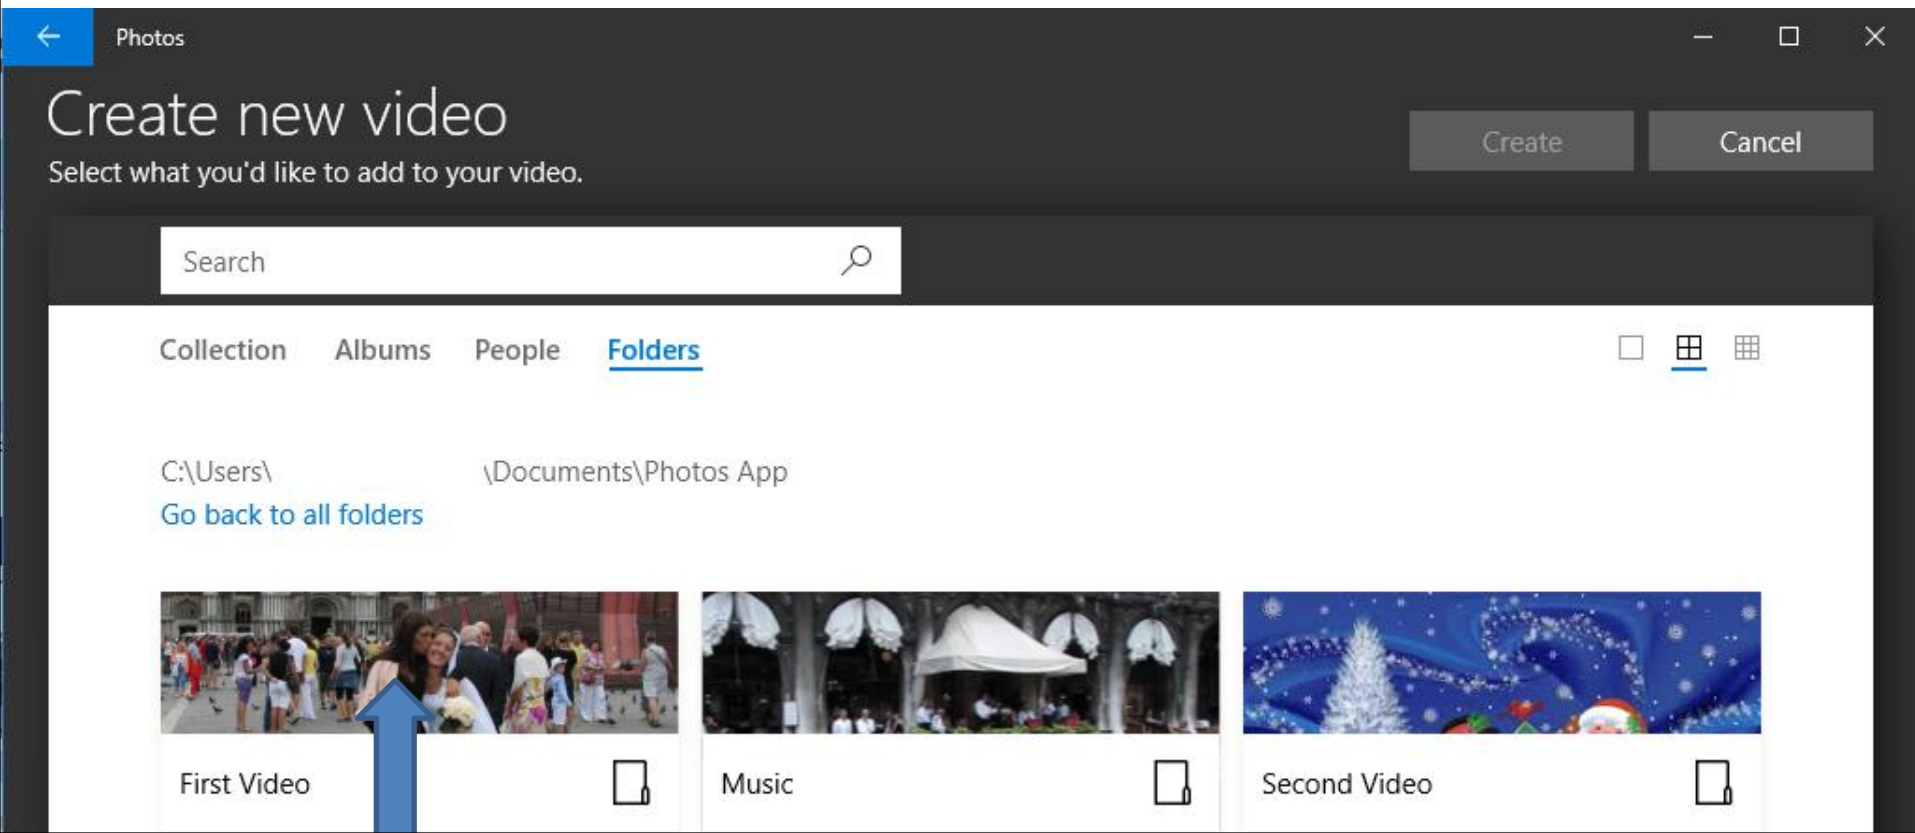 Photos
Create new video
Select what you'd like to add to your video.
Create Cancel
Search
Collection Albums People Folders
C:\Users\ \Documents\Photos App
Go back to all folders
First Video Music Second Video